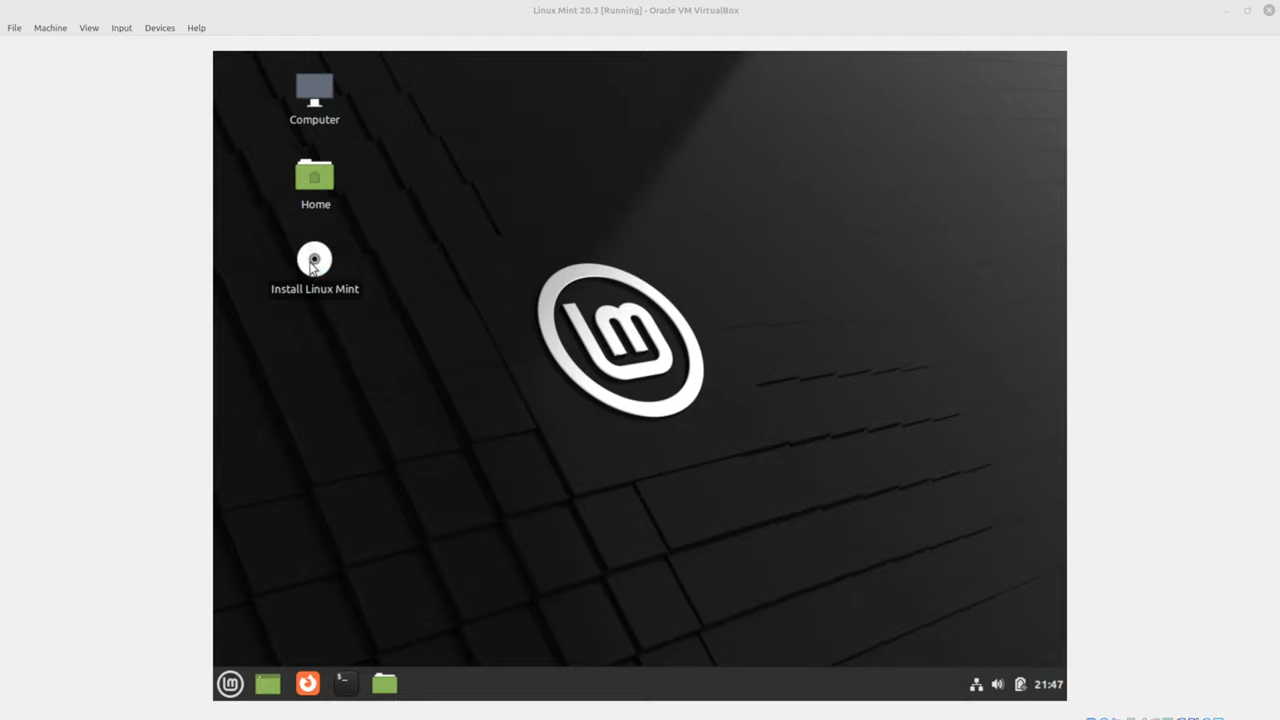 Linux Mint 20.3 [Running] - Oracle VM VirtualBox
File Machine View Input Devices Help
Computer
Home
Install Linux Mint
lm
21:47